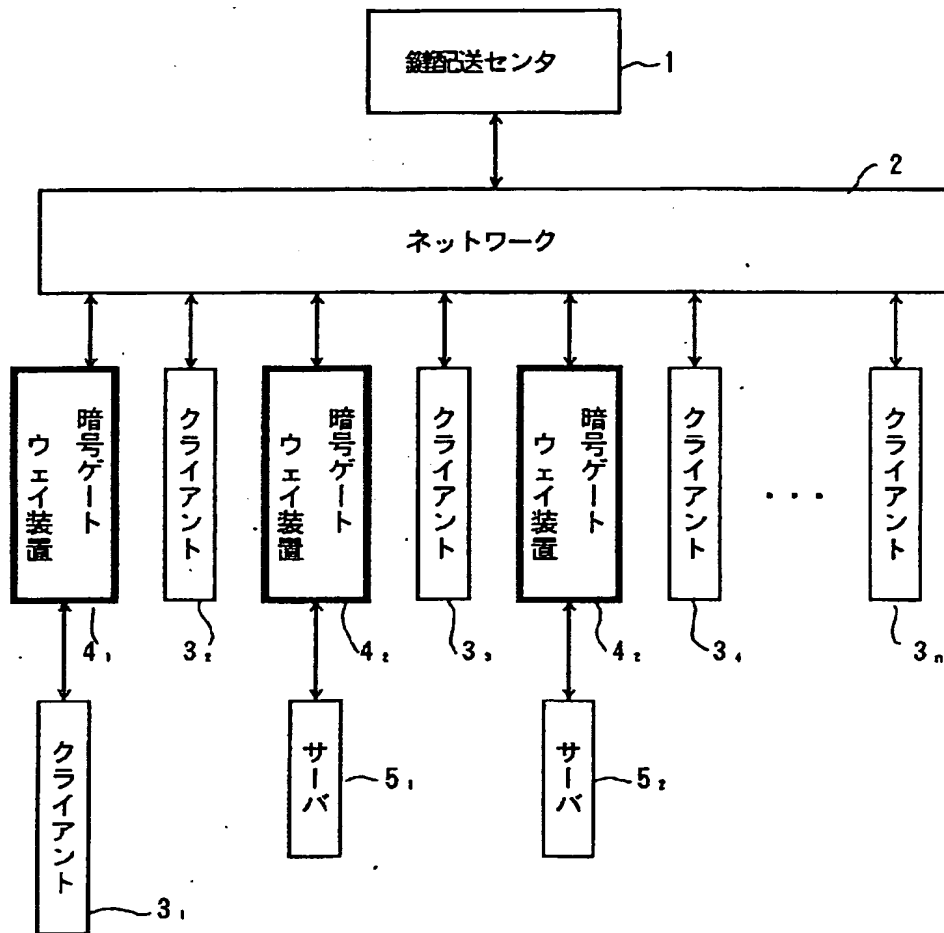 鍵配送センタ
1
2
ネットワーク
暗号ゲート
ウェイ装置
クライアント
暗号ゲート
ウェイ装置
クライアント
暗号ゲート
ウェイ装置
クライアント
...
クライアント
4₁
3₂
4₂
3₃
4₂
3₄
3ₙ
クライアント
サーバ
5₁
サーバ
5₂
3₁